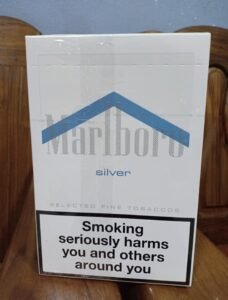 Marlboro
silver
SELECTED FINE TOBACCOS
Smoking
seriously harms
you and others
around you